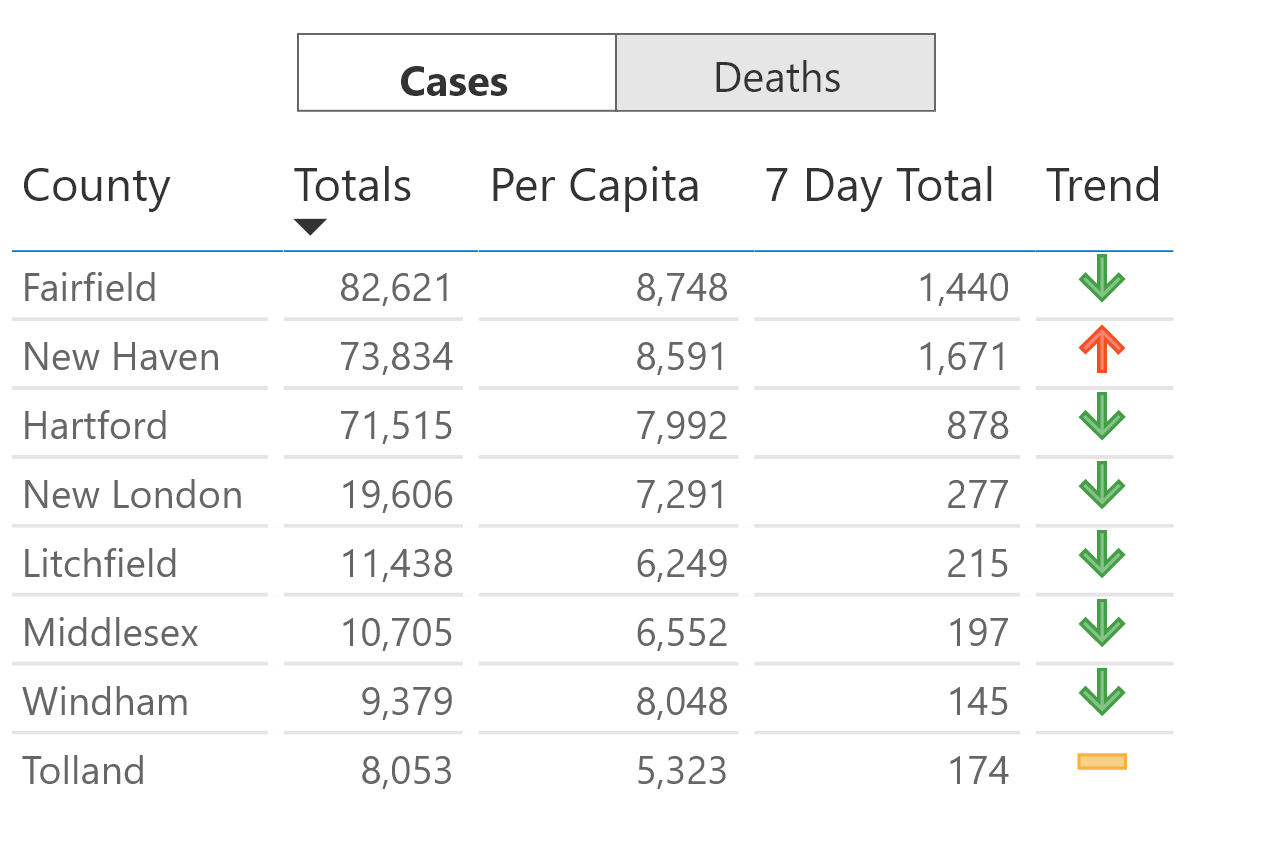 Cases Deaths
County Totals Per Capita 7 Day Total Trend
Fairfield 82,621 8,748 1,440
New Haven 73,834 8,591 1,671
Hartford 71,515 7,992 878
New London 19,606 7,291 277
Litchfield 11,438 6,249 215
Middlesex 10,705 6,552 197
Windham 9,379 8,048 145
Tolland 8,053 5,323 174